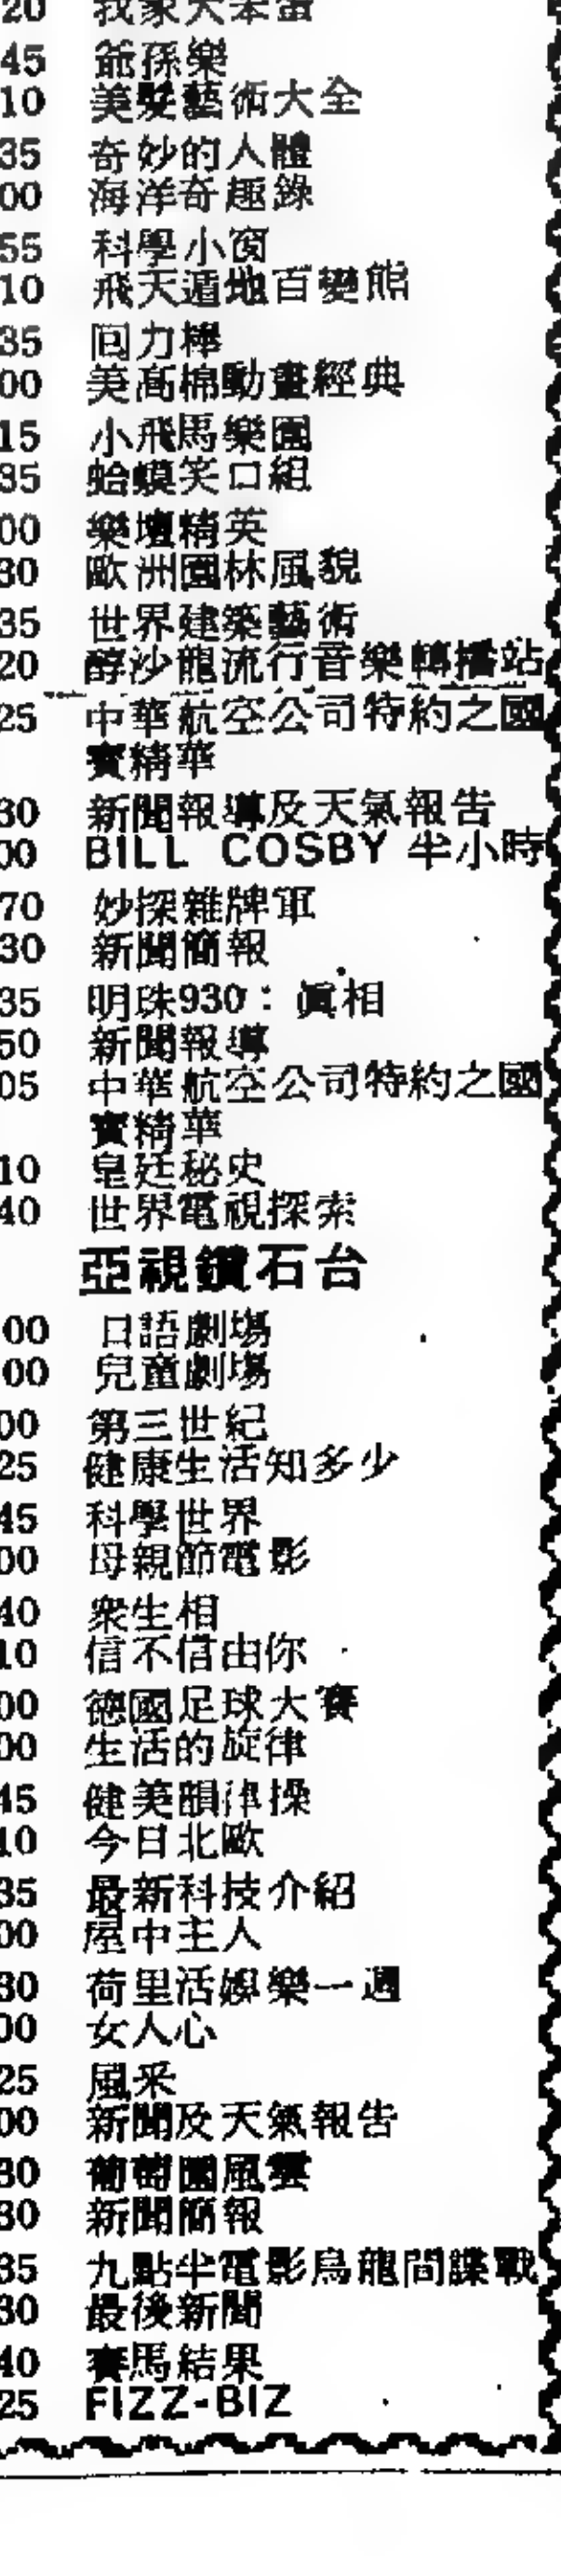 20 我家大笨蛋
45 爺孫樂
10 美髮藝術大全
35 奇妙的人體
00 海洋奇趣錄
55 科學小窗
10 飛天遁地百變熊
35 回力棒
00 美高棉動畫經典
15 小飛馬樂園
35 蛤蟆笑口組
00 樂壇精英
30 歐洲園林風貌
35 世界建築藝術
20 醇沙龍流行音樂轉播站
25 中華航空公司特約之國
寶精華
30 新聞報導及天氣報告
00 BILL COSBY 半小時
70 妙探雜牌軍
30 新聞簡報
35 明珠930：真相
50 新聞報導
05 中華航空公司特約之國
寶精華
10 皇廷秘史
40 世界電視探索
亞視鑽石台
00 日語劇場
00 兒童劇場
00 第三世紀
25 健康生活知多少
45 科學世界
00 母親節電影
40 衆生相
10 信不信由你
00 德國足球大賽
00 生活的旋律
45 健美韻律操
10 今日北歐
35 最新科技介紹
00 屋中主人
30 荷里活娛樂一週
00 女人心
25 風采
00 新聞及天氣報告
30 葡萄園風雲
30 新聞簡報
35 九點半電影烏龍間諜戰
30 最後新聞
40 賽馬結果
25 FIZZ-BIZ